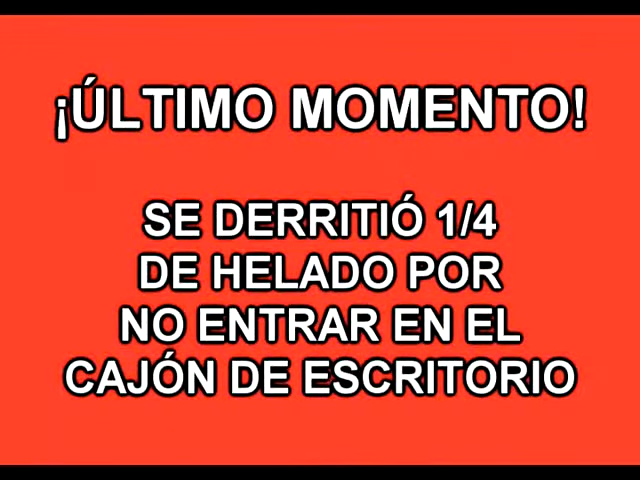 ¡ÚLTIMO MOMENTO!
SE DERRITIÓ 1/4
DE HELADO POR
NO ENTRAR EN EL
CAJÓN DE ESCRITORIO